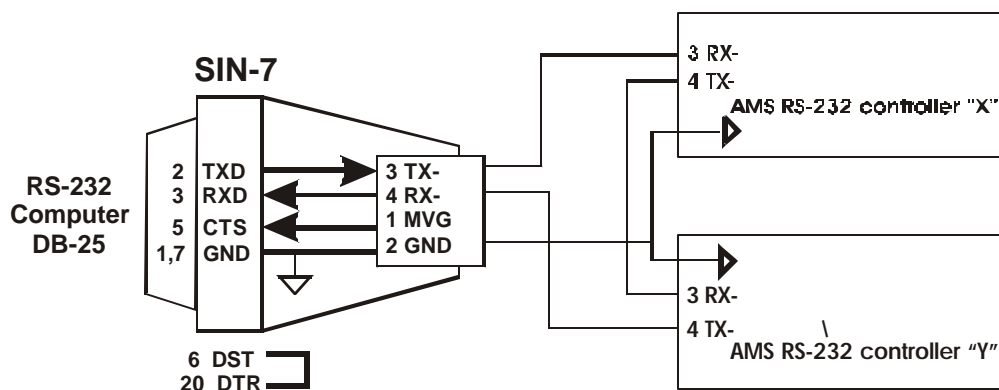 SIN-7
RS-232
Computer
DB-25
2 TXD
3 RXD
5 CTS
1,7 GND
3 TX-
4 RX-
1 MVG
2 GND
6 DST
20 DTR
3 RX-
4 TX-
AMS RS-232 controller "X"
3 RX-
4 TX-
\
AMS RS-232 controller “Y”